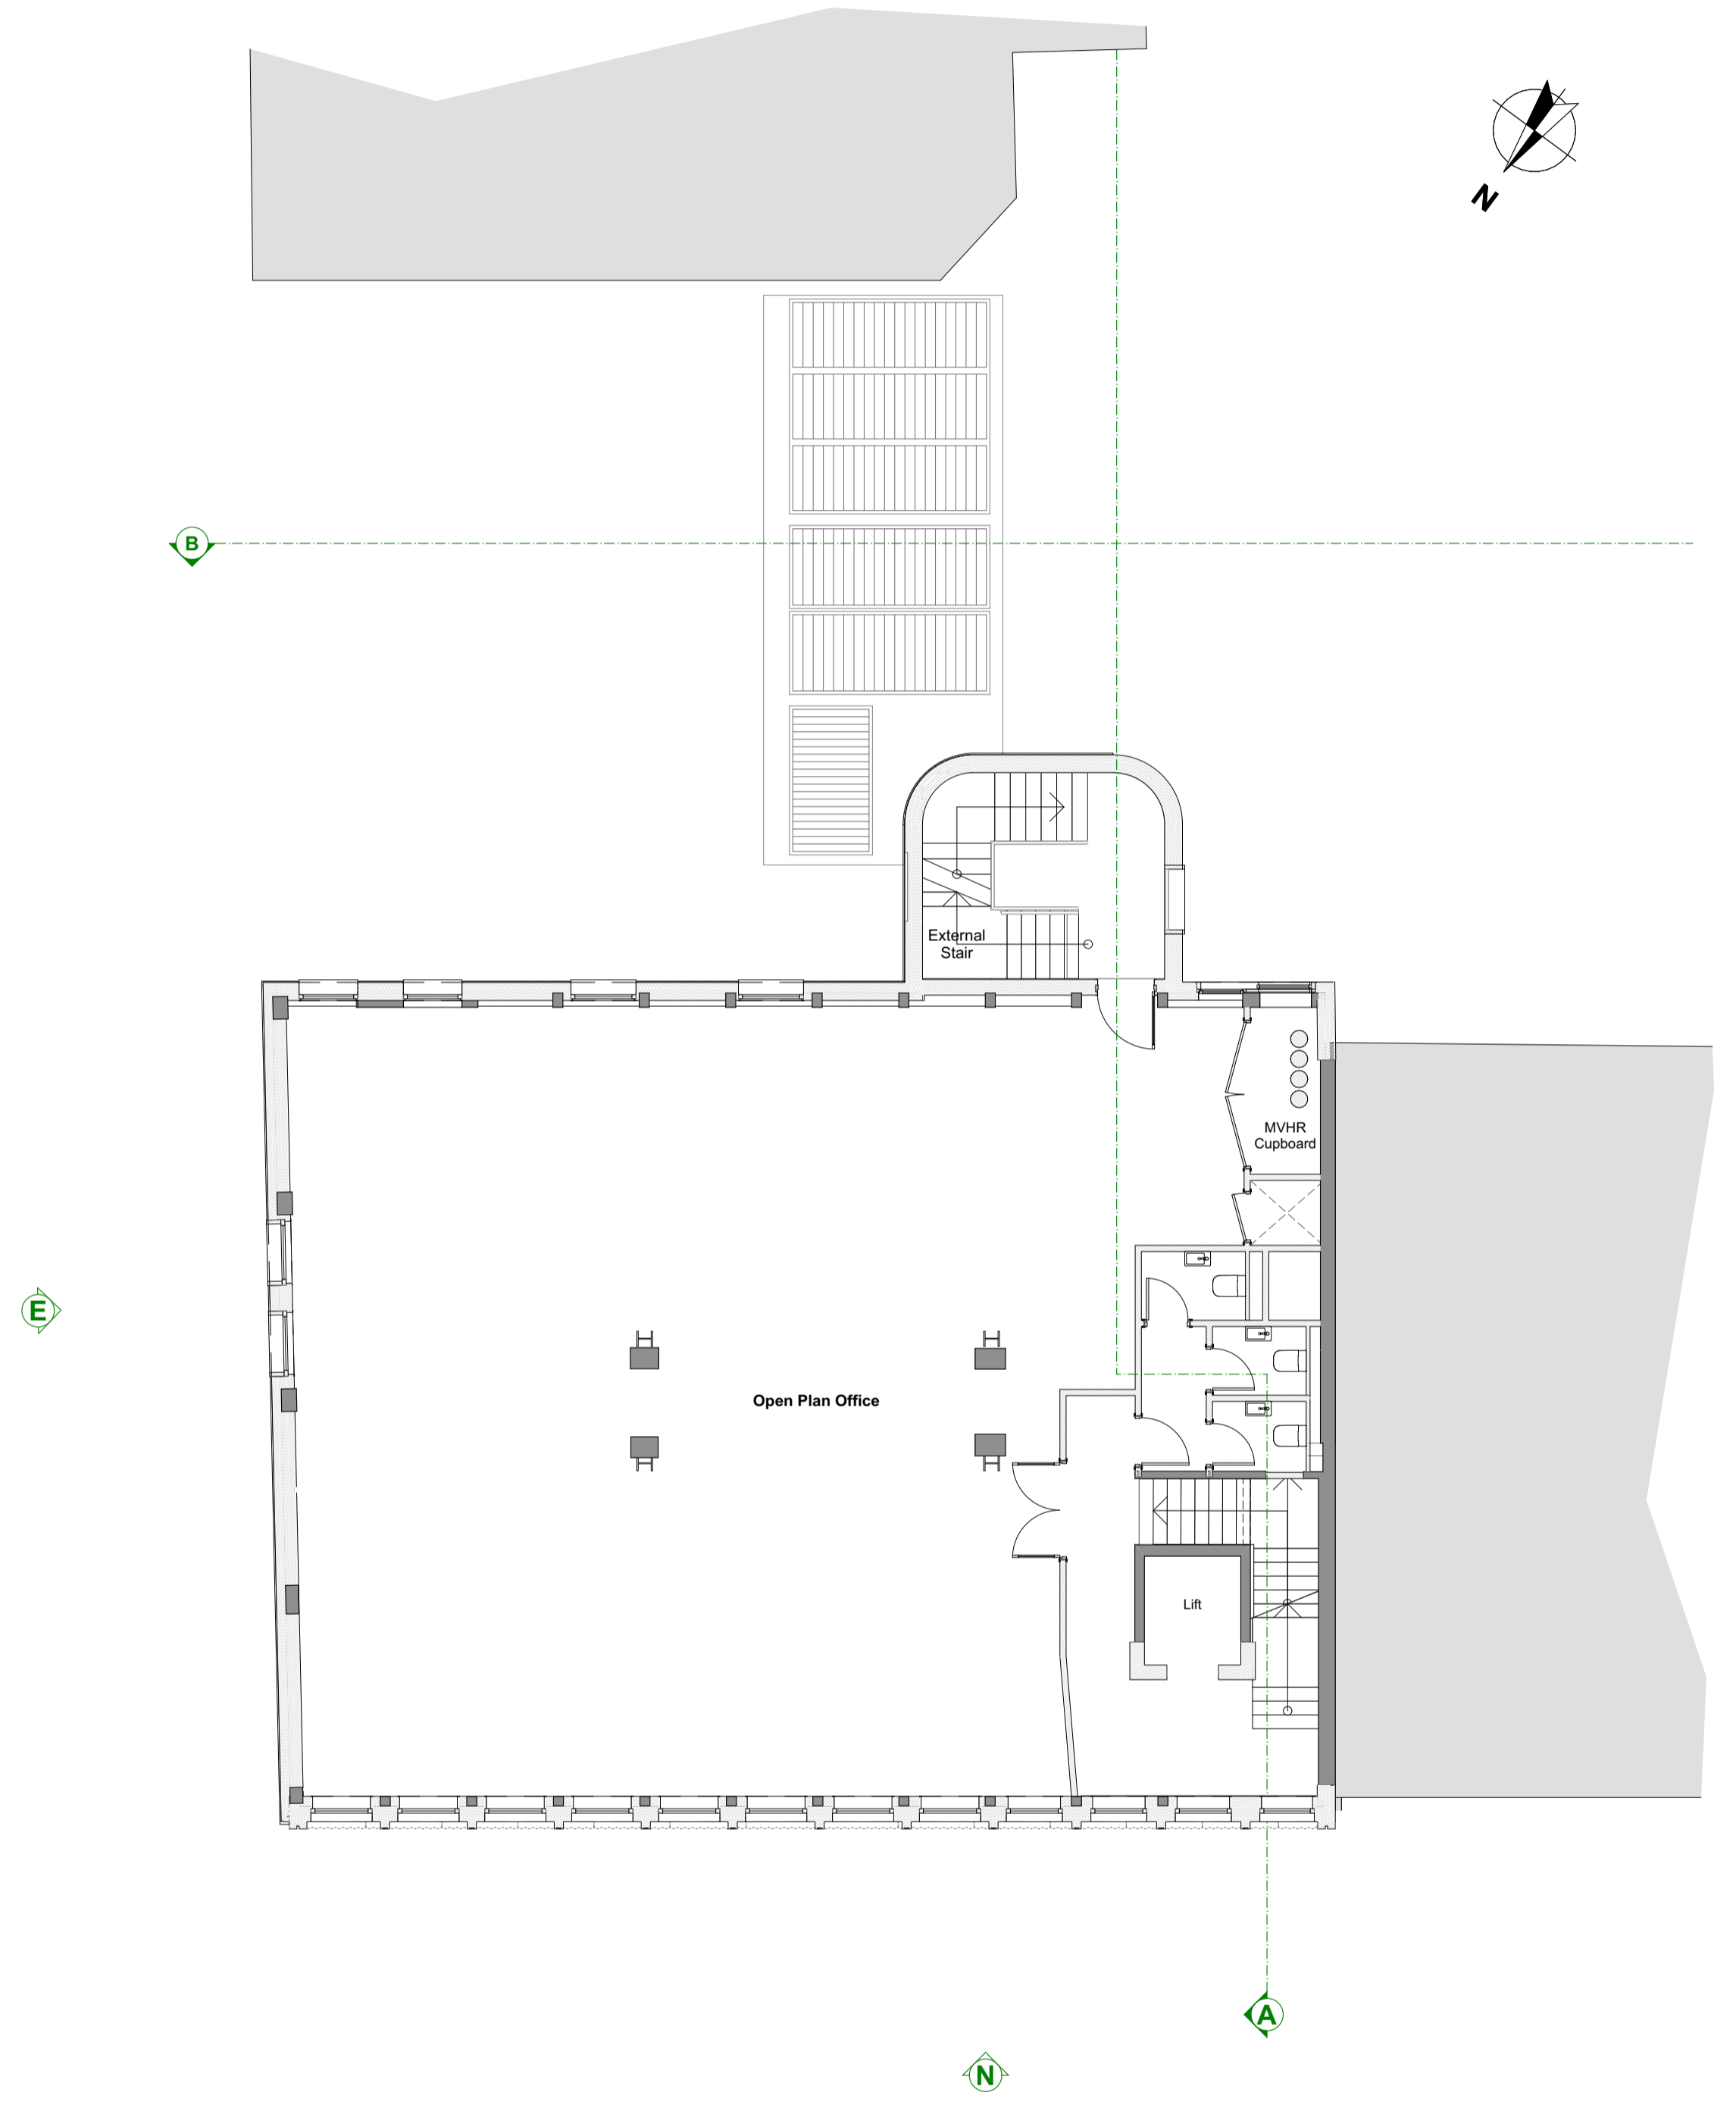 N
B
External
Stair
MVHR
Cupboard
E
Open Plan Office
Lift
A
N